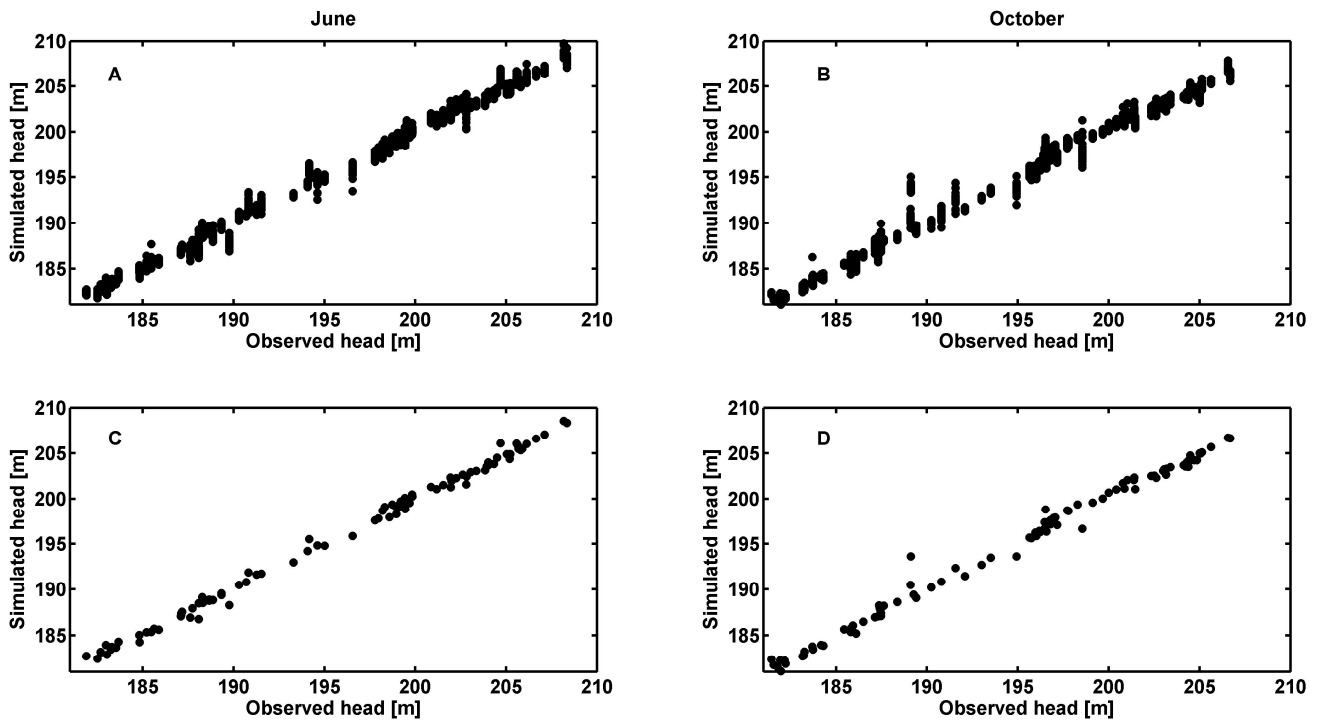 June
October
210
205
200
195
190
185
Simulated head [m]
A
185 190 195 200 205 210
Observed head [m]
210
205
200
195
190
185
Simulated head [m]
B
185 190 195 200 205 210
Observed head [m]
210
205
200
195
190
185
Simulated head [m]
C
185 190 195 200 205 210
Observed head [m]
210
205
200
195
190
185
Simulated head [m]
D
185 190 195 200 205 210
Observed head [m]